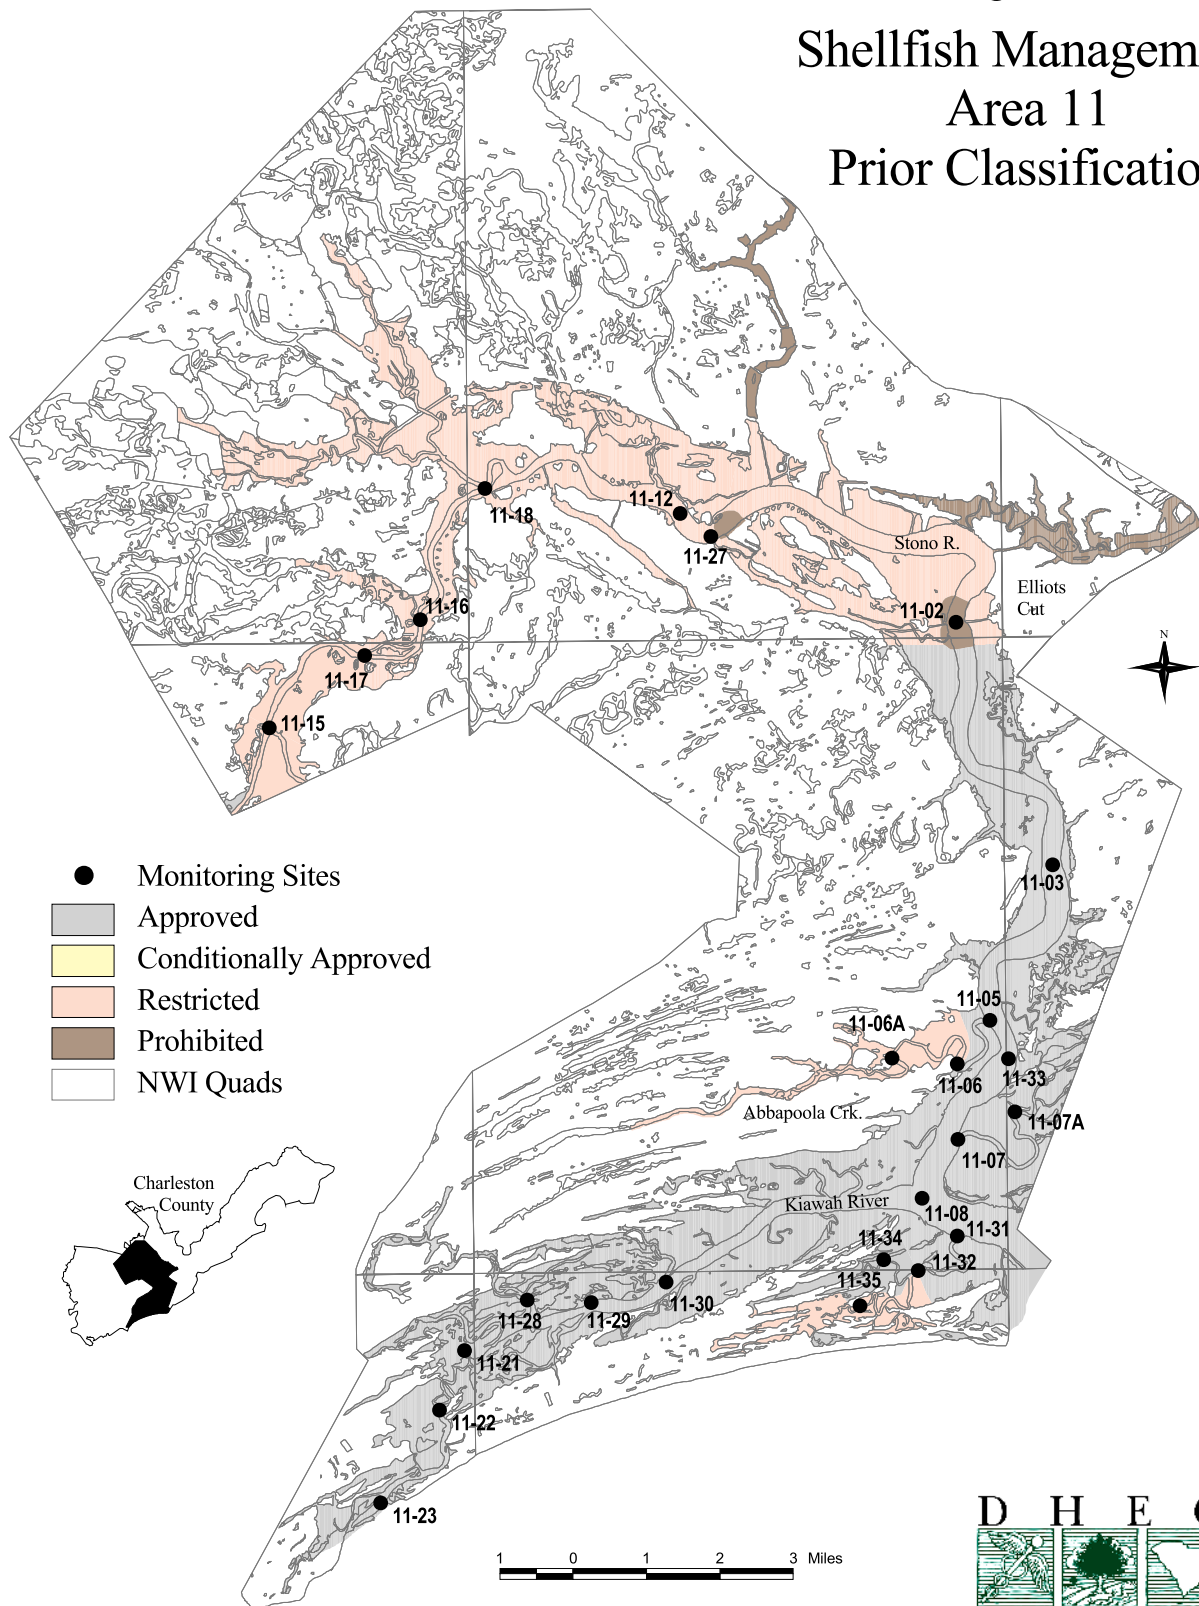 Shellfish Managem
Area 11
Prior Classificatio
11-12
11-18
11-27
Stono R.
Elliots
Cut
11-02
11-16
11-17
11-15
N
11-03
Monitoring Sites
Approved
Conditionally Approved
Restricted
Prohibited
NWI Quads
11-05
11-06A
11-06
11-33
Abbapoola Crk.
11-07A
11-07
Charleston
County
Kiawah River
11-08
11-31
11-34
11-32
11-35
11-30
11-28
11-29
11-21
11-22
11-23
1 0 1 2 3 Miles
D H E